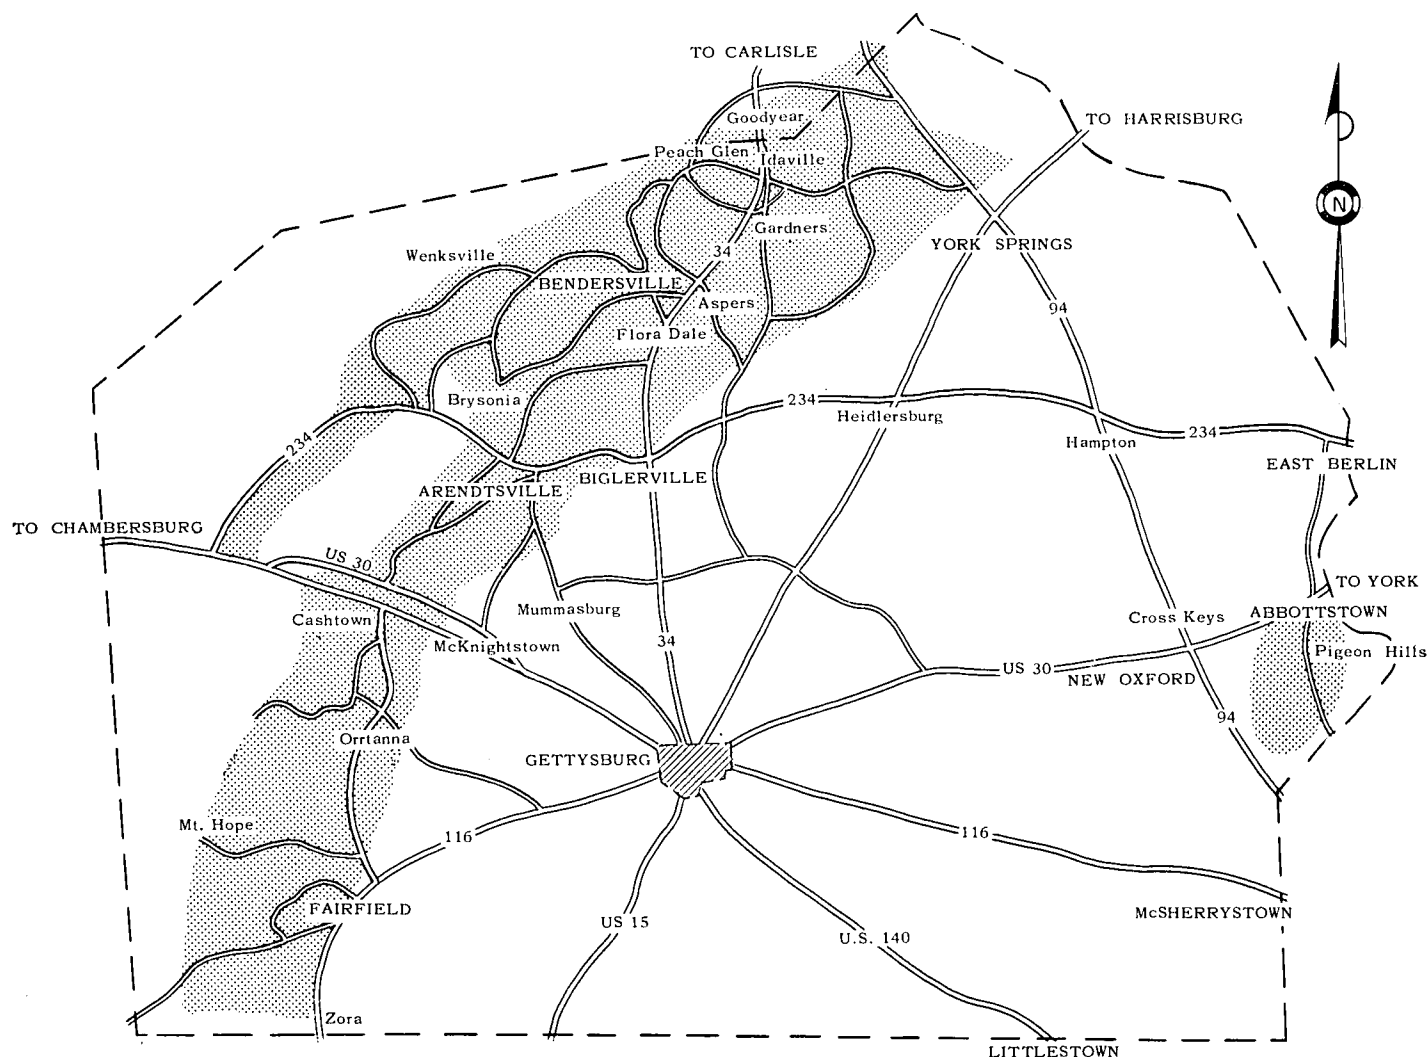 TO CARLISLE
Goodyear
TO HARRISBURG
Peach Glen
Idaville
N
Gardners
YORK SPRINGS
Wenksville
34
BENDERSVILLE
Aspers
94
Flora Dale
Brysonia
234
Heidlersburg
234
Hampton
234
EAST BERLIN
BIGLERVILLE
ARENDTSVILLE
TO CHAMBERSBURG
US 30
TO YORK
Mummasburg
Cross Keys
ABBOTTSTOWN
Cashtown
McKnightstown
34
Pigeon Hills
US 30
NEW OXFORD
94
Orrtanna
GETTYSBURG
Mt. Hope
116
116
FAIRFIELD
McSHERRYSTOWN
US 15
U.S. 140
Zora
LITTLESTOWN